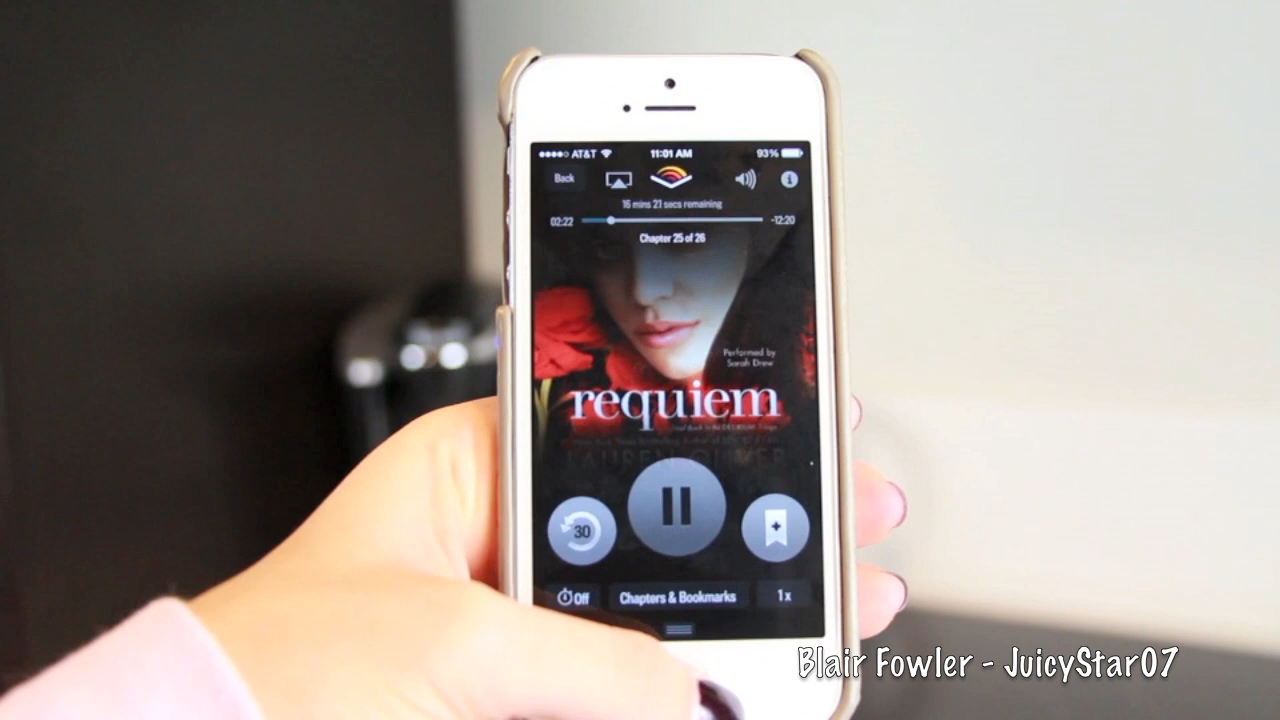 AT&T 11:01 AM 93%
Back
16 mins 21 secs remaining
02:22 -12:20
Chapter 25 of 26
Performed by
Sarah Drew
requiem
LAUREN OLIVER
30
Off Chapters & Bookmarks 1x
Blair Fowler - JuicyStar07